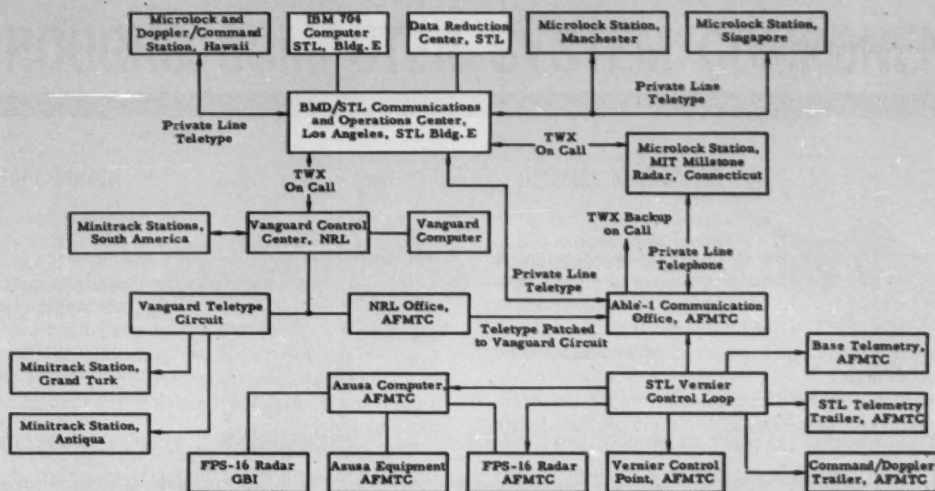 Microlock and
Doppler/Command
Station, Hawaii
IBM 704
Computer
STL, Bldg. E
Data Reduction
Center, STL
Microlock Station,
Manchester
Microlock Station,
Singapore
Private Line
Teletype
BMD/STL Communications
and Operations Center,
Los Angeles, STL Bldg. E
Private Line
Teletype
TWX
On Call
TWX
On Call
Microlock Station,
MIT Millstone
Radar, Connecticut
Minitrack Stations,
South America
Vanguard Control
Center, NRL
Vanguard
Computer
TWX Backup
on Call
Private Line
Telephone
Private Line
Teletype
Vanguard Teletype
Circuit
NRL Office,
AFMTC
Teletype Patched
to Vanguard Circuit
Able-1 Communication
Office, AFMTC
Base Telemetry,
AFMTC
Minitrack Station,
Grand Turk
Azusa Computer,
AFMTC
STL Vernier
Control Loop
STL Telemetry
Trailer, AFMTC
Minitrack Station,
Antiqua
FPS-16 Radar
GBI
Azusa Equipment
AFMTC
FPS-16 Radar
AFMTC
Vernier Control
Point, AFMTC
Command/Doppler
Trailer, AFMTC